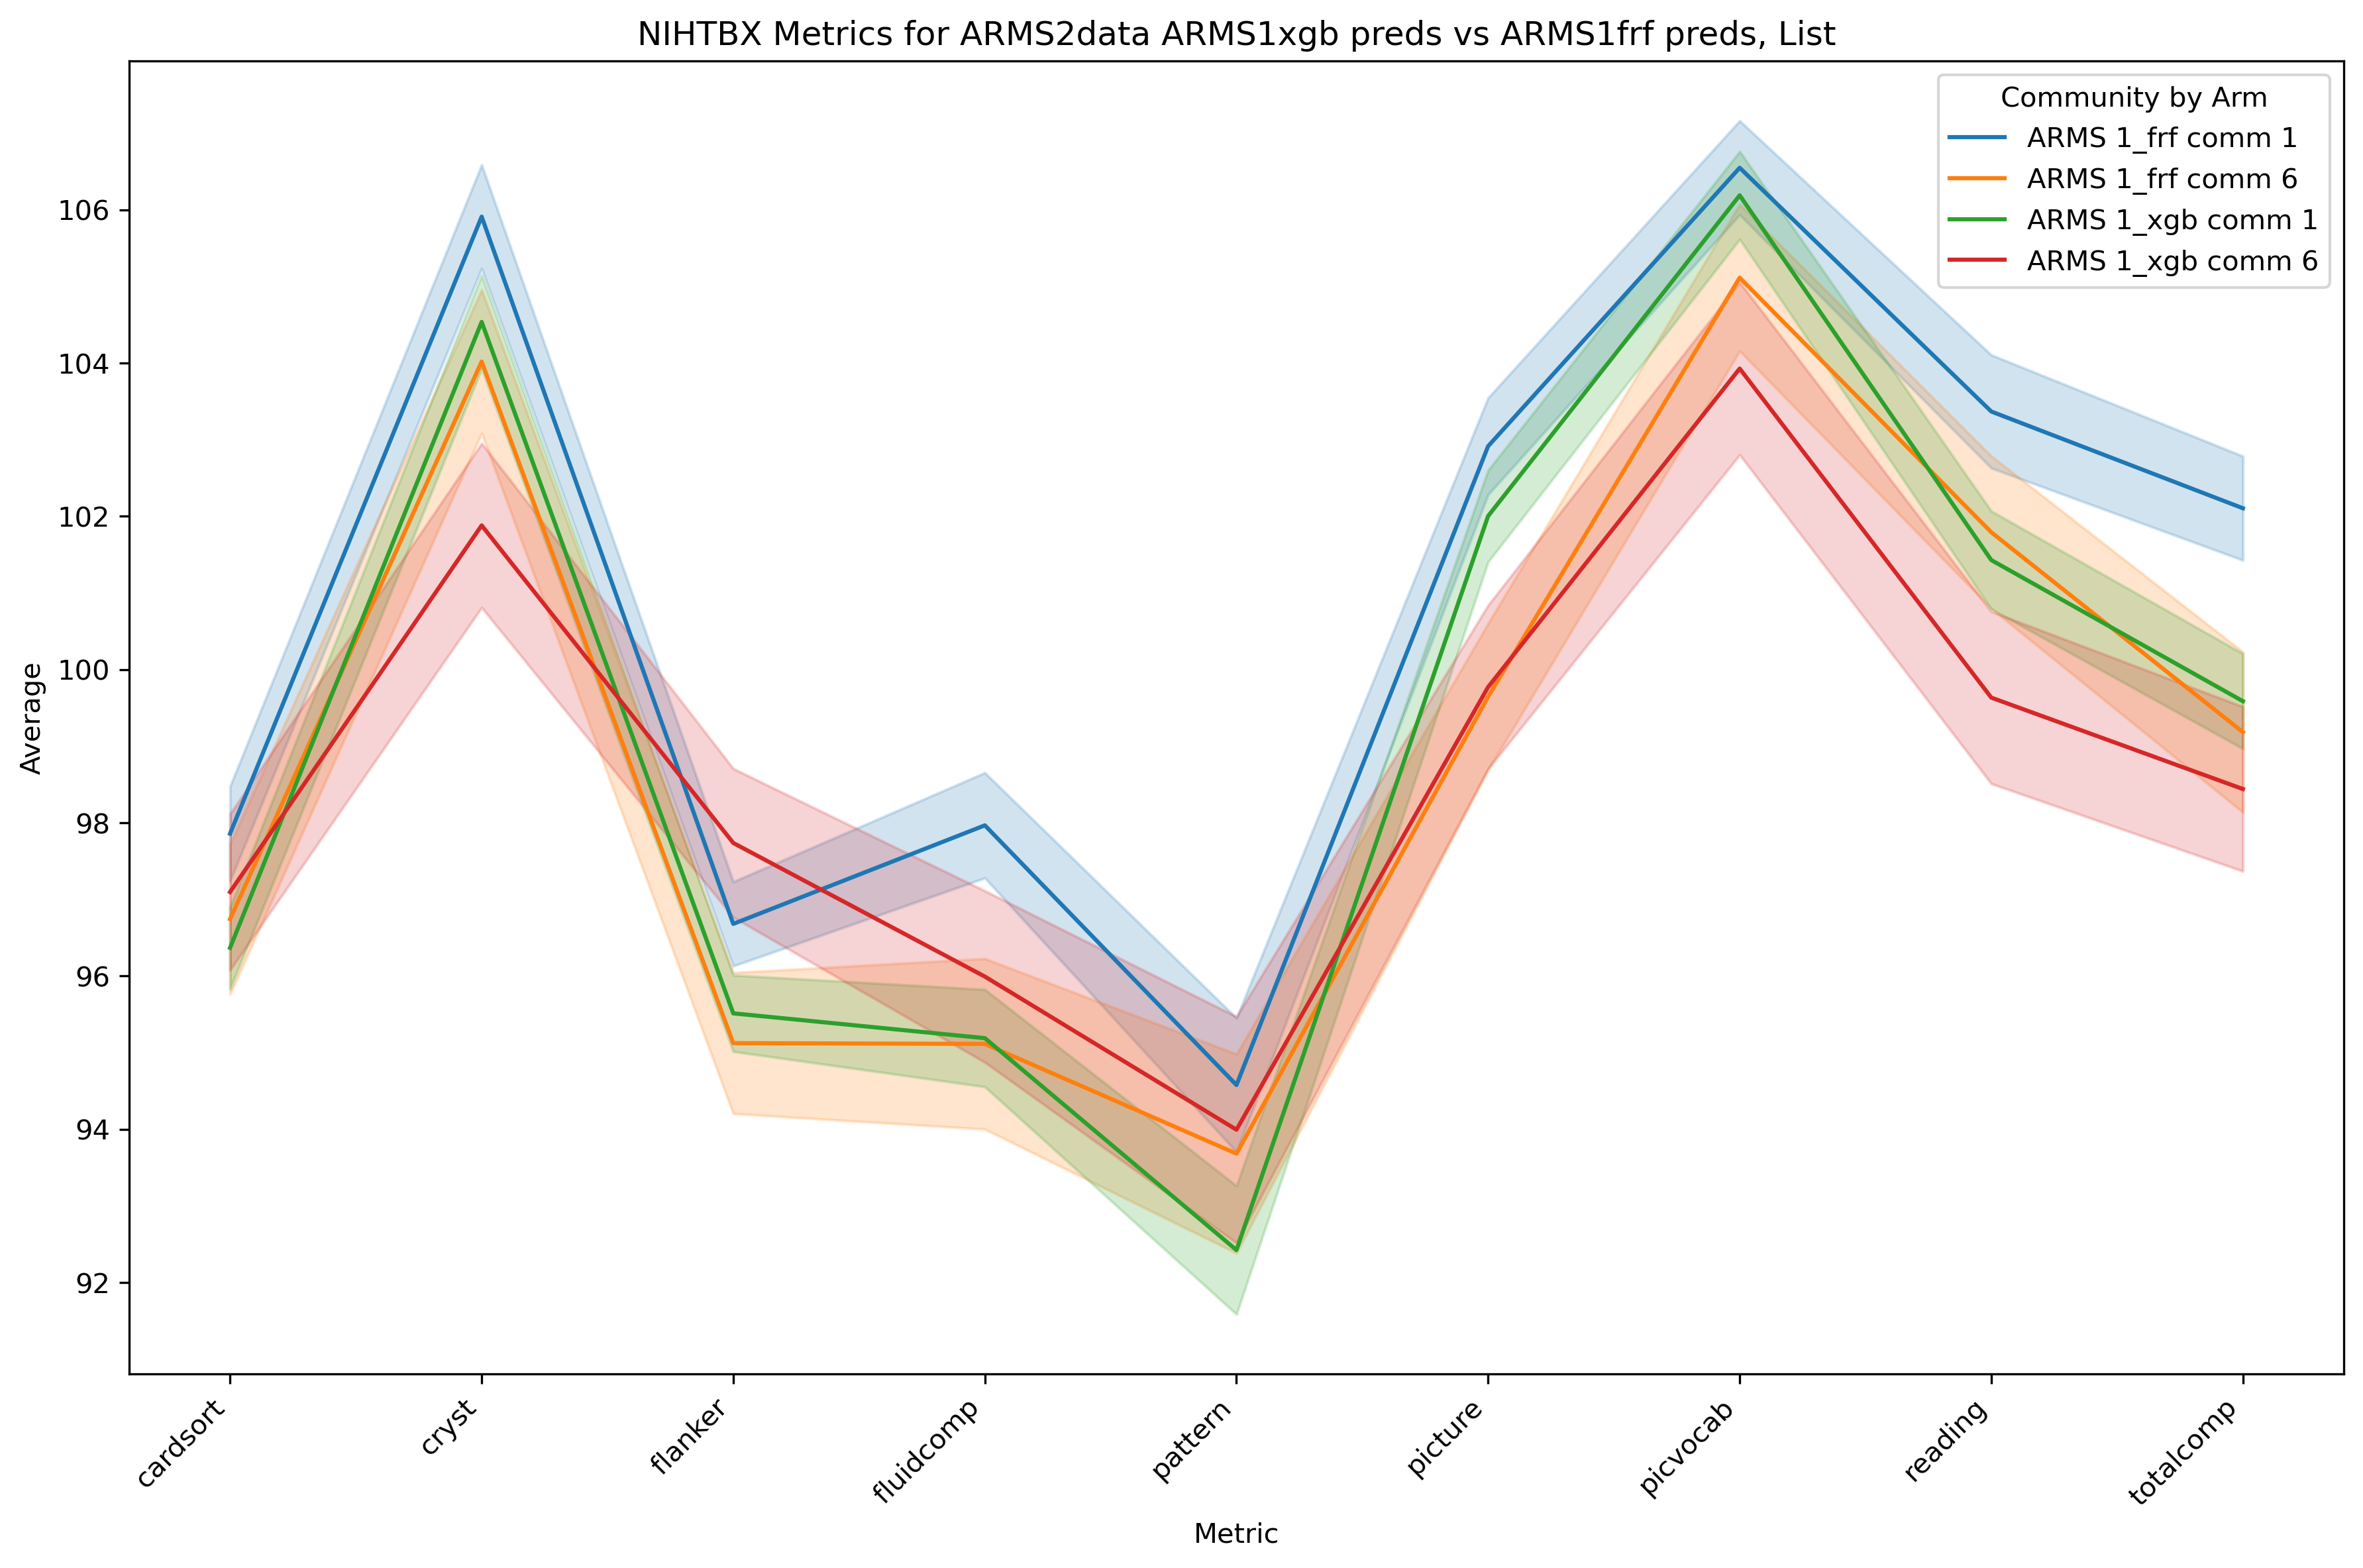 NIHTBX Metrics for ARMS2data ARMS1xgb preds vs ARMS1frf preds, List
Community by Arm
ARMS 1_frf comm 1
ARMS 1_frf comm 6
ARMS 1_xgb comm 1
ARMS 1_xgb comm 6
Average
106
104
102
100
98
96
94
92
cardsort
cryst
flanker
fluidcomp
pattern
picture
picvocab
reading
totalcomp
Metric